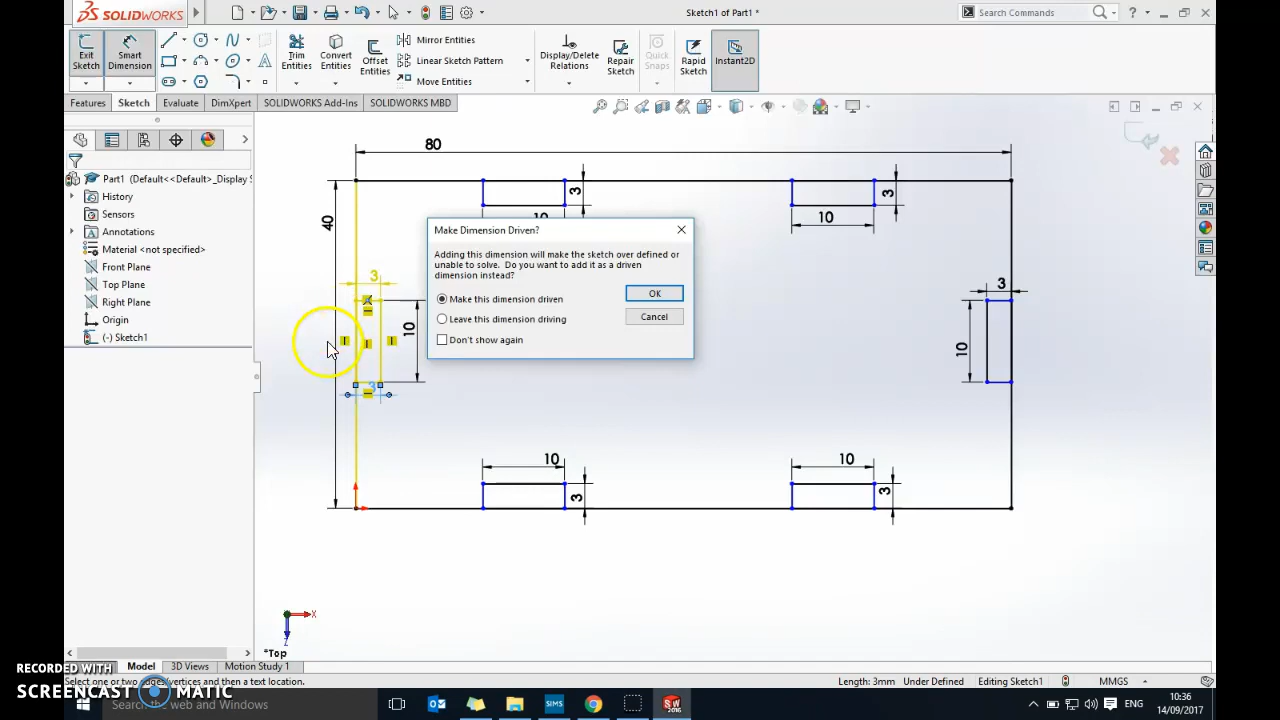 SOLIDWORKS
Sketch1 of Part1 *
Search Commands
?
Exit Sketch
Smart Dimension
Trim Entities
Convert Entities
Offset Entities
Mirror Entities
Linear Sketch Pattern
Move Entities
Display/Delete Relations
Repair Sketch
Quick Snaps
Rapid Sketch
Instant2D
Features
Sketch
Evaluate
DimXpert
SOLIDWORKS Add-Ins
SOLIDWORKS MBD
Part1 (Default<<Default>_Display S
History
Sensors
Annotations
Material <not specified>
Front Plane
Top Plane
Right Plane
Origin
(-) Sketch1
80
40
3
10
3
10
Make Dimension Driven?
Adding this dimension will make the sketch over defined or
unable to solve. Do you want to add it as a driven
dimension instead?
Make this dimension driven
Leave this dimension driving
Don't show again
OK
Cancel
3
10
3
3
10
10
3
10
3
X
Z
*Top
Model
3D Views
Motion Study 1
Select one or two edges/vertices and then a text location.
Length: 3mm
Under Defined
Editing Sketch1
MMGS
RECORDED WITH
SCREENCAST MATIC
Search the web and Windows
SIMS
SW
2016
ENG
10:36
14/09/2017